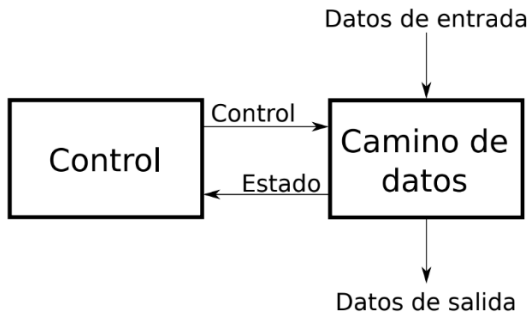 Datos de entrada
Control
Control
Camino de
datos
Estado
Datos de salida